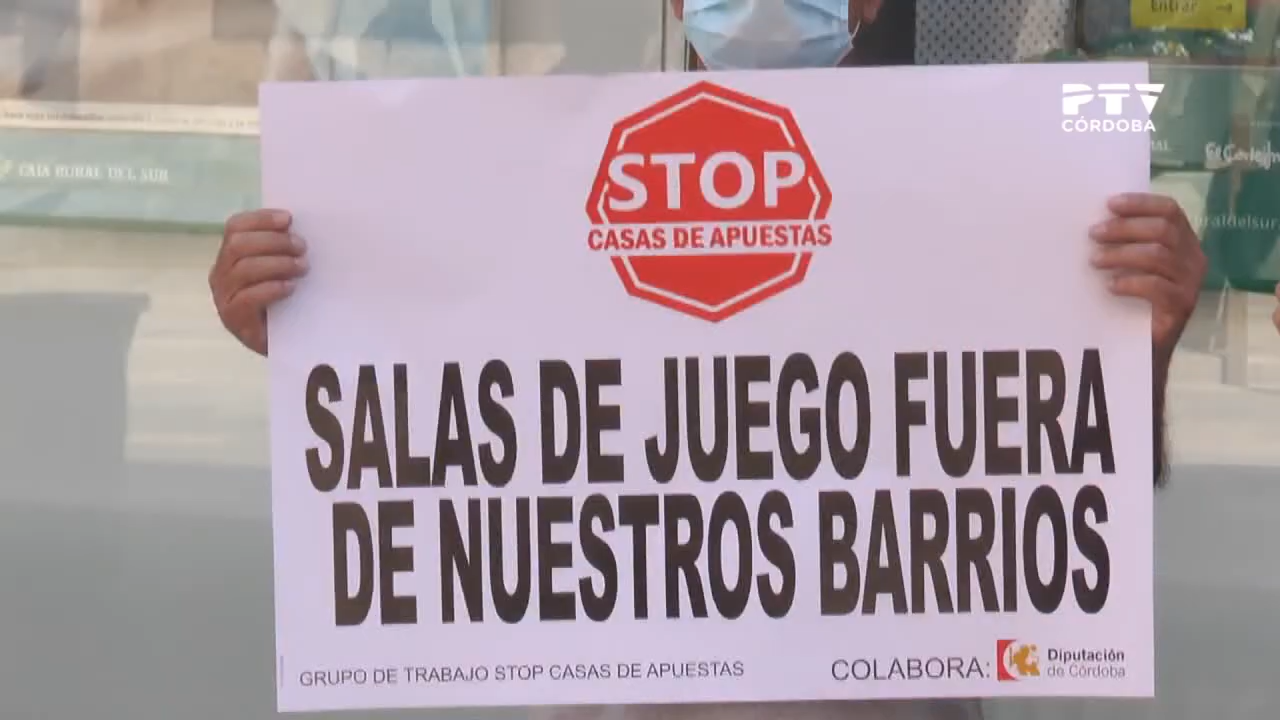 Entrar →
PTV
CÓRDOBA
CAJA RURAL DEL SUR
STOP
CASAS DE APUESTAS
SALAS DE JUEGO FUERA
DE NUESTROS BARRIOS
GRUPO DE TRABAJO STOP CASAS DE APUESTAS
COLABORA:
Diputación
de Córdoba